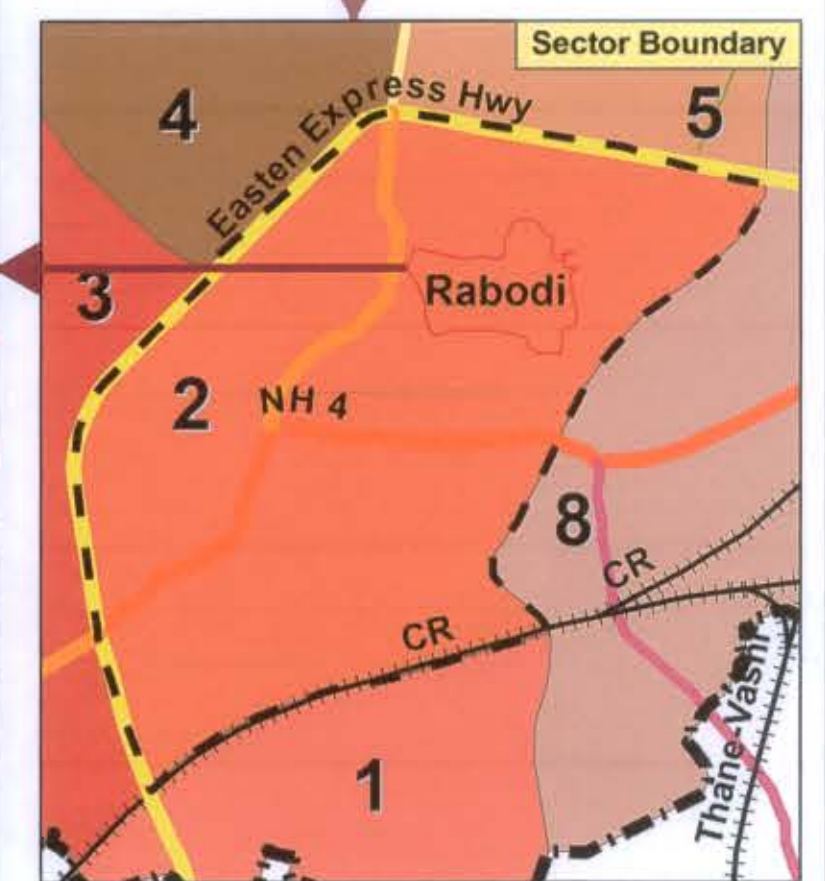 Sector Boundary
4
Easten Express Hwy
5
3
Rabodi
2
NH 4
8
CR
CR
Thane-Vashi
1